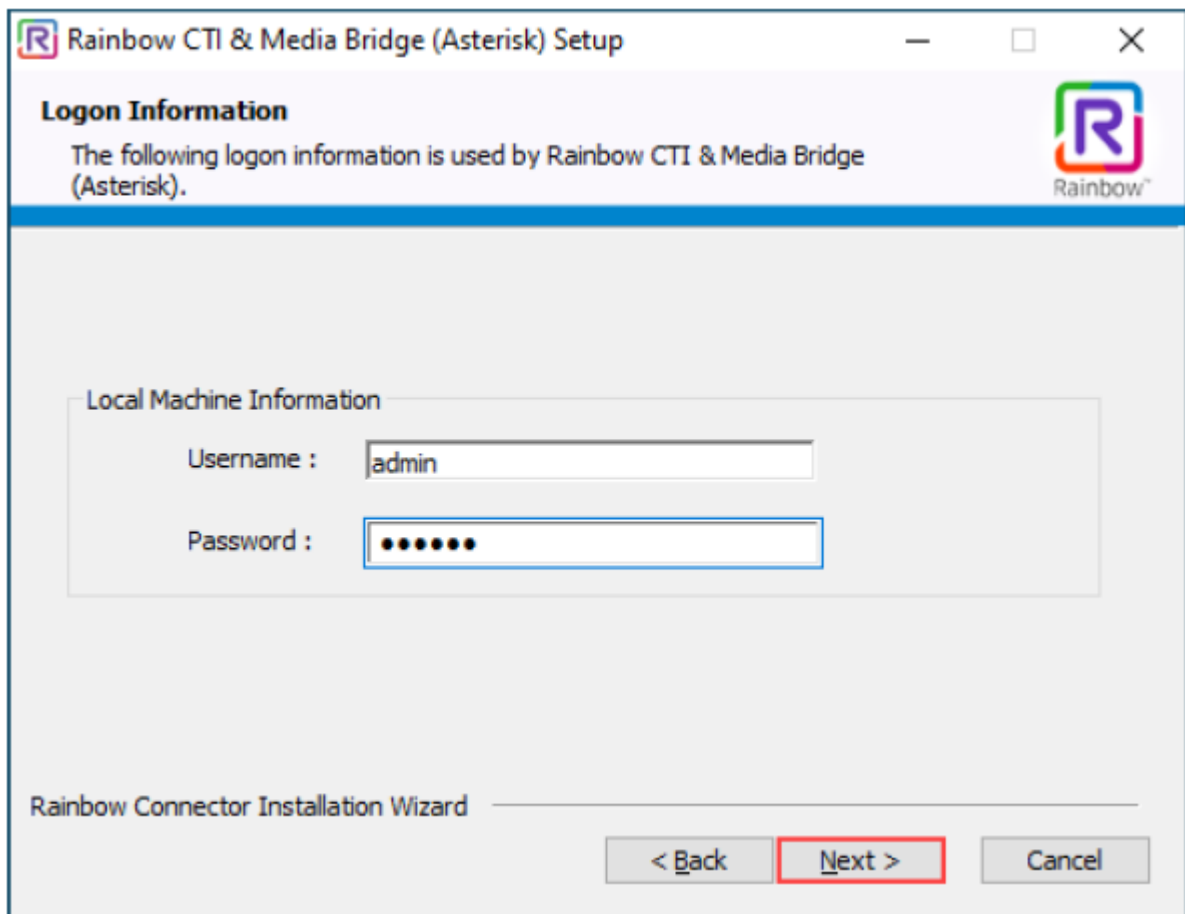 Rainbow CTI & Media Bridge (Asterisk) Setup
Logon Information
The following logon information is used by Rainbow CTI & Media Bridge
(Asterisk).
R
Rainbow™
Local Machine Information
Username :
admin
Password :
••••••
Rainbow Connector Installation Wizard
< Back
Next >
Cancel